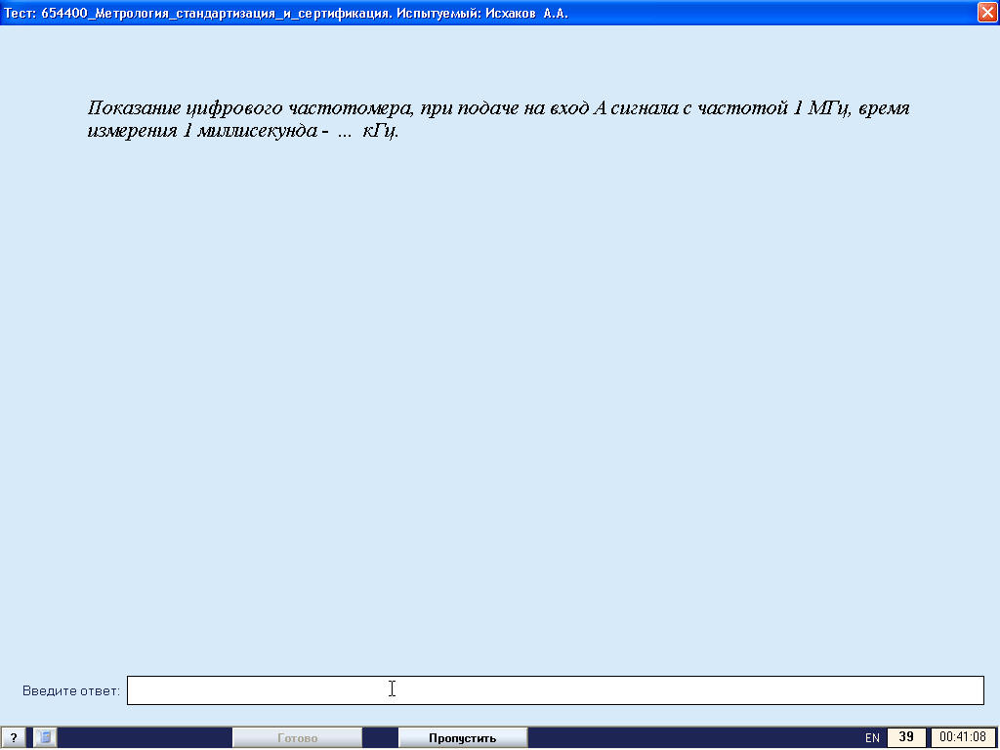 Тест: 654400_Метрология_стандартизация_и_сертификация. Испытуемый: Исхаков А.А.
Показание цифрового частотомера, при подаче на вход А сигнала с частотой 1 МГц, время
измерения 1 миллисекунда - ... кГц.
Введите ответ:
? Готово Пропустить EN 39 00:41:08